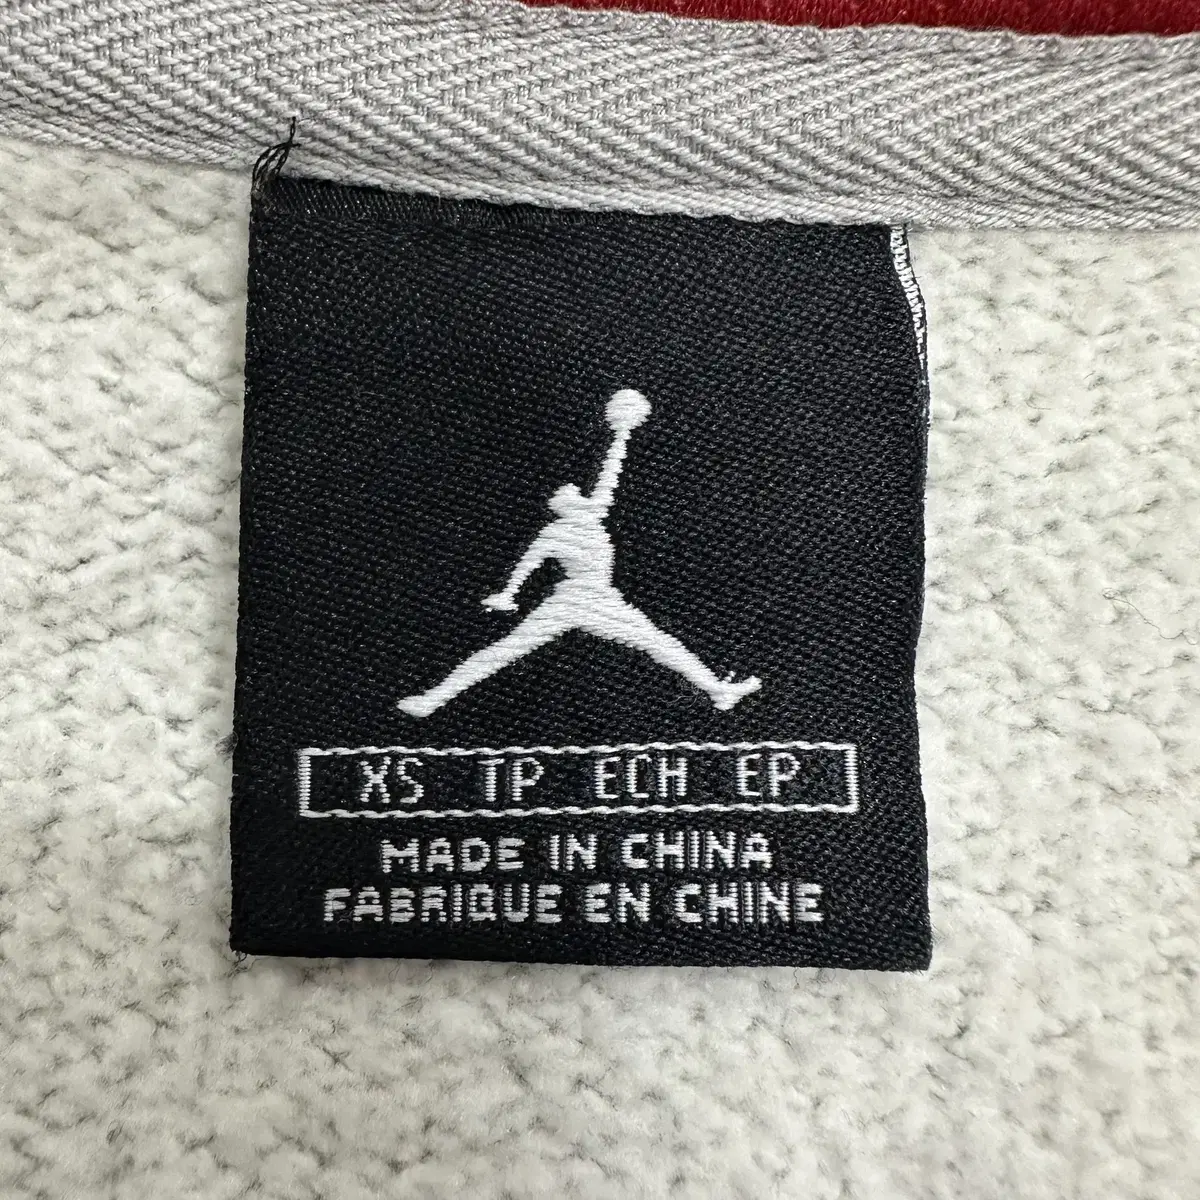 XS TP ECH EP
MADE IN CHINA
FABRIQUE EN CHINE